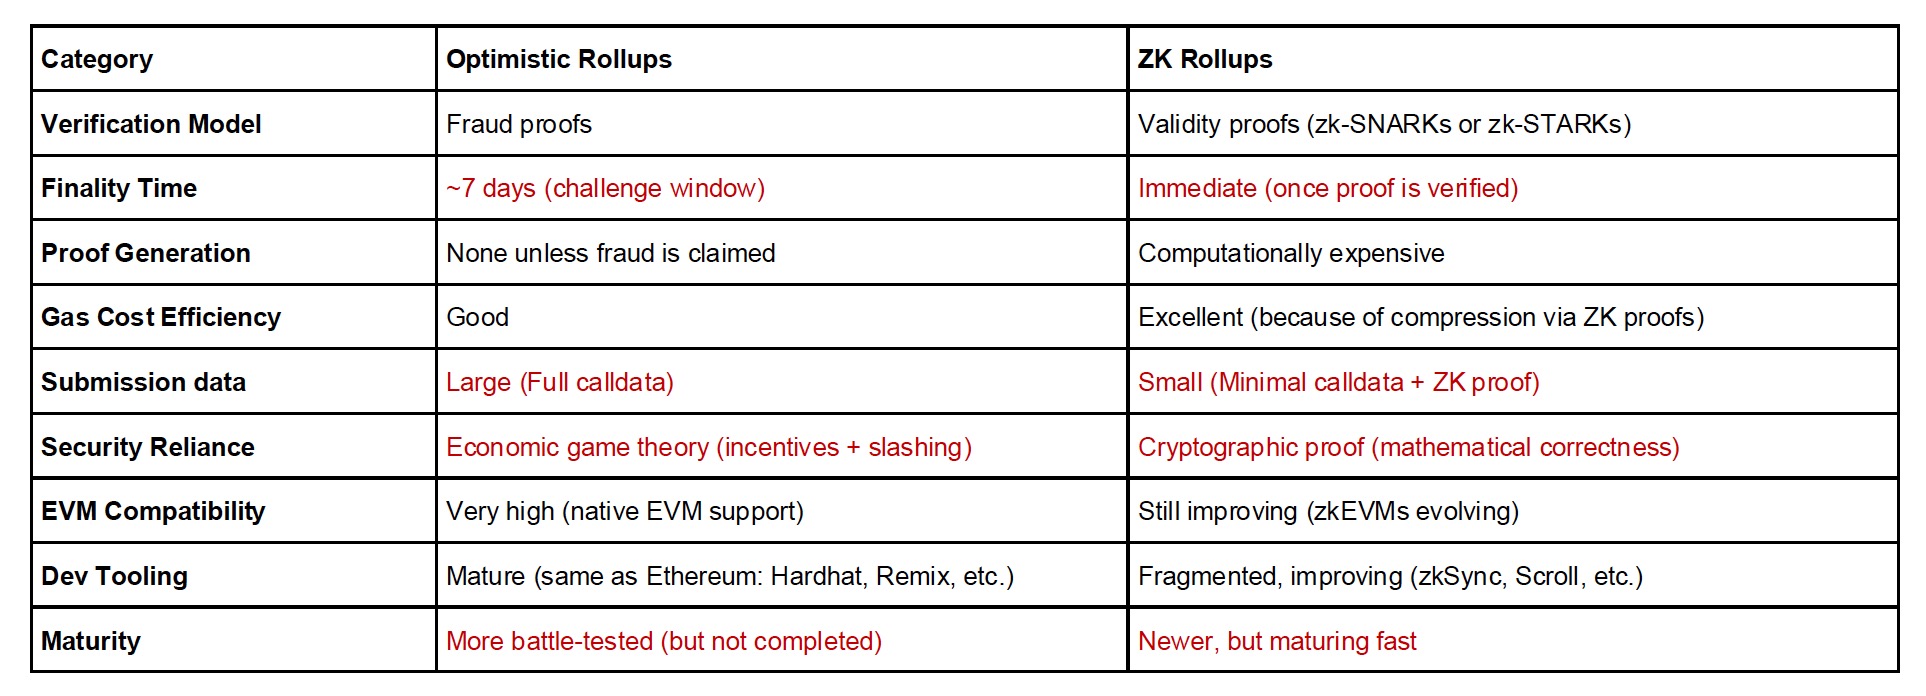 Category Optimistic Rollups ZK Rollups
Verification Model Fraud proofs Validity proofs (zk-SNARKs or zk-STARKs)
Finality Time ~7 days (challenge window) Immediate (once proof is verified)
Proof Generation None unless fraud is claimed Computationally expensive
Gas Cost Efficiency Good Excellent (because of compression via ZK proofs)
Submission data Large (Full calldata) Small (Minimal calldata + ZK proof)
Security Reliance Economic game theory (incentives + slashing) Cryptographic proof (mathematical correctness)
EVM Compatibility Very high (native EVM support) Still improving (zkEVMs evolving)
Dev Tooling Mature (same as Ethereum: Hardhat, Remix, etc.) Fragmented, improving (zkSync, Scroll, etc.)
Maturity More battle-tested (but not completed) Newer, but maturing fast